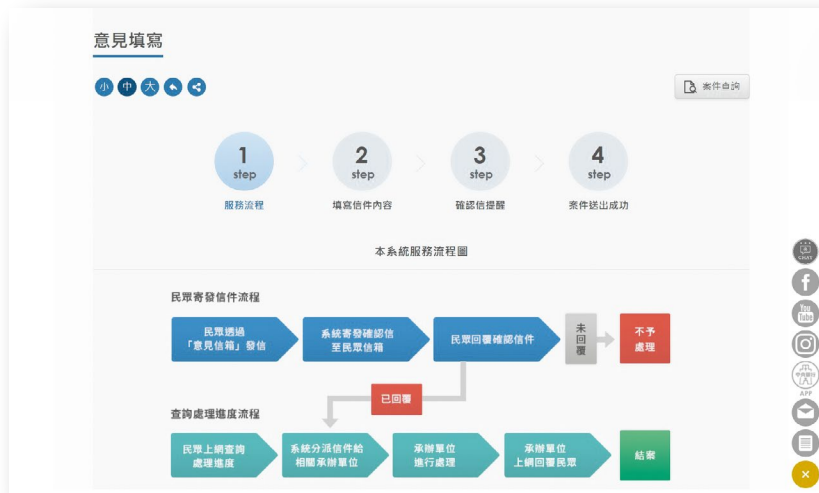 意見填寫
小 中 大
案件查詢
1
step
服務流程
2
step
填寫信件內容
3
step
確認信提醒
4
step
案件送出成功
本系統服務流程圖
民眾寄發信件流程
民眾透過
「意見信箱」發信
系統寄發確認信
至民眾信箱
民眾回覆確認信件
未
回
覆
不予
處理
已回覆
查詢處理進度流程
民眾上網查詢
處理進度
系統分派信件給
相關承辦單位
承辦單位
進行處理
承辦單位
上網回覆民眾
結案
CHAT
f
You
Tube
APP
×